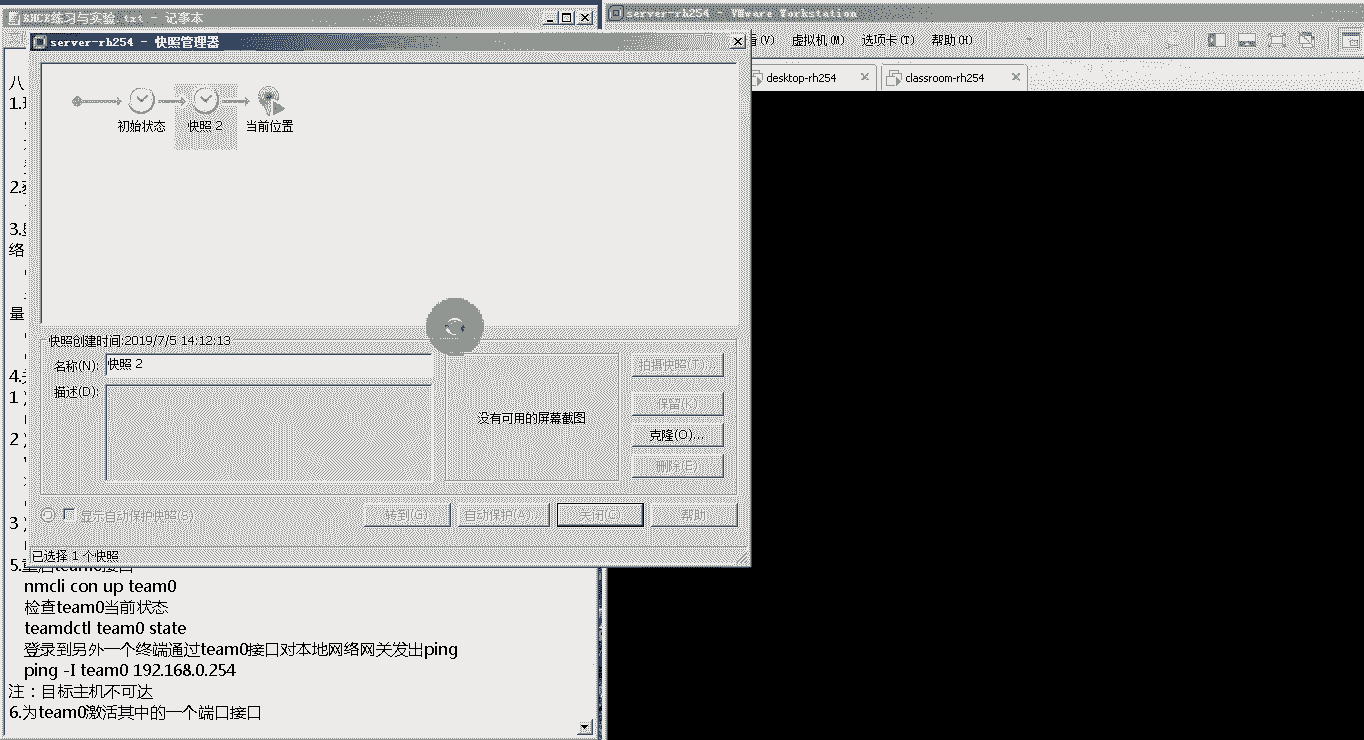 RHCE练习与实验.txt - 记事本
server-rh254 - VMware Workstation
server-rh254 - 快照管理器
看(V) 虚拟机(M) 选项卡(T) 帮助(H)
desktop-rh254
classroom-rh254
初始状态
快照 2
当前位置
八
1.
2.
3.
络
量
4.
1
2
3
快照创建时间:2019/7/5 14:12:13
名称(N):
快照 2
描述(D):
没有可用的屏幕截图
拍摄快照(T)...
保留(K)
克隆(O)...
删除(E)
显示自动保护快照(S)
转到(G)
自动保护(A)...
关闭(C)
帮助
已选择 1 个快照
5.重启team0接口
nmcli con up team0
检查team0当前状态
teamdctl team0 state
登录到另外一个终端通过team0接口对本地网络网关发出ping
ping -I team0 192.168.0.254
注：目标主机不可达
6.为team0激活其中的一个端口接口